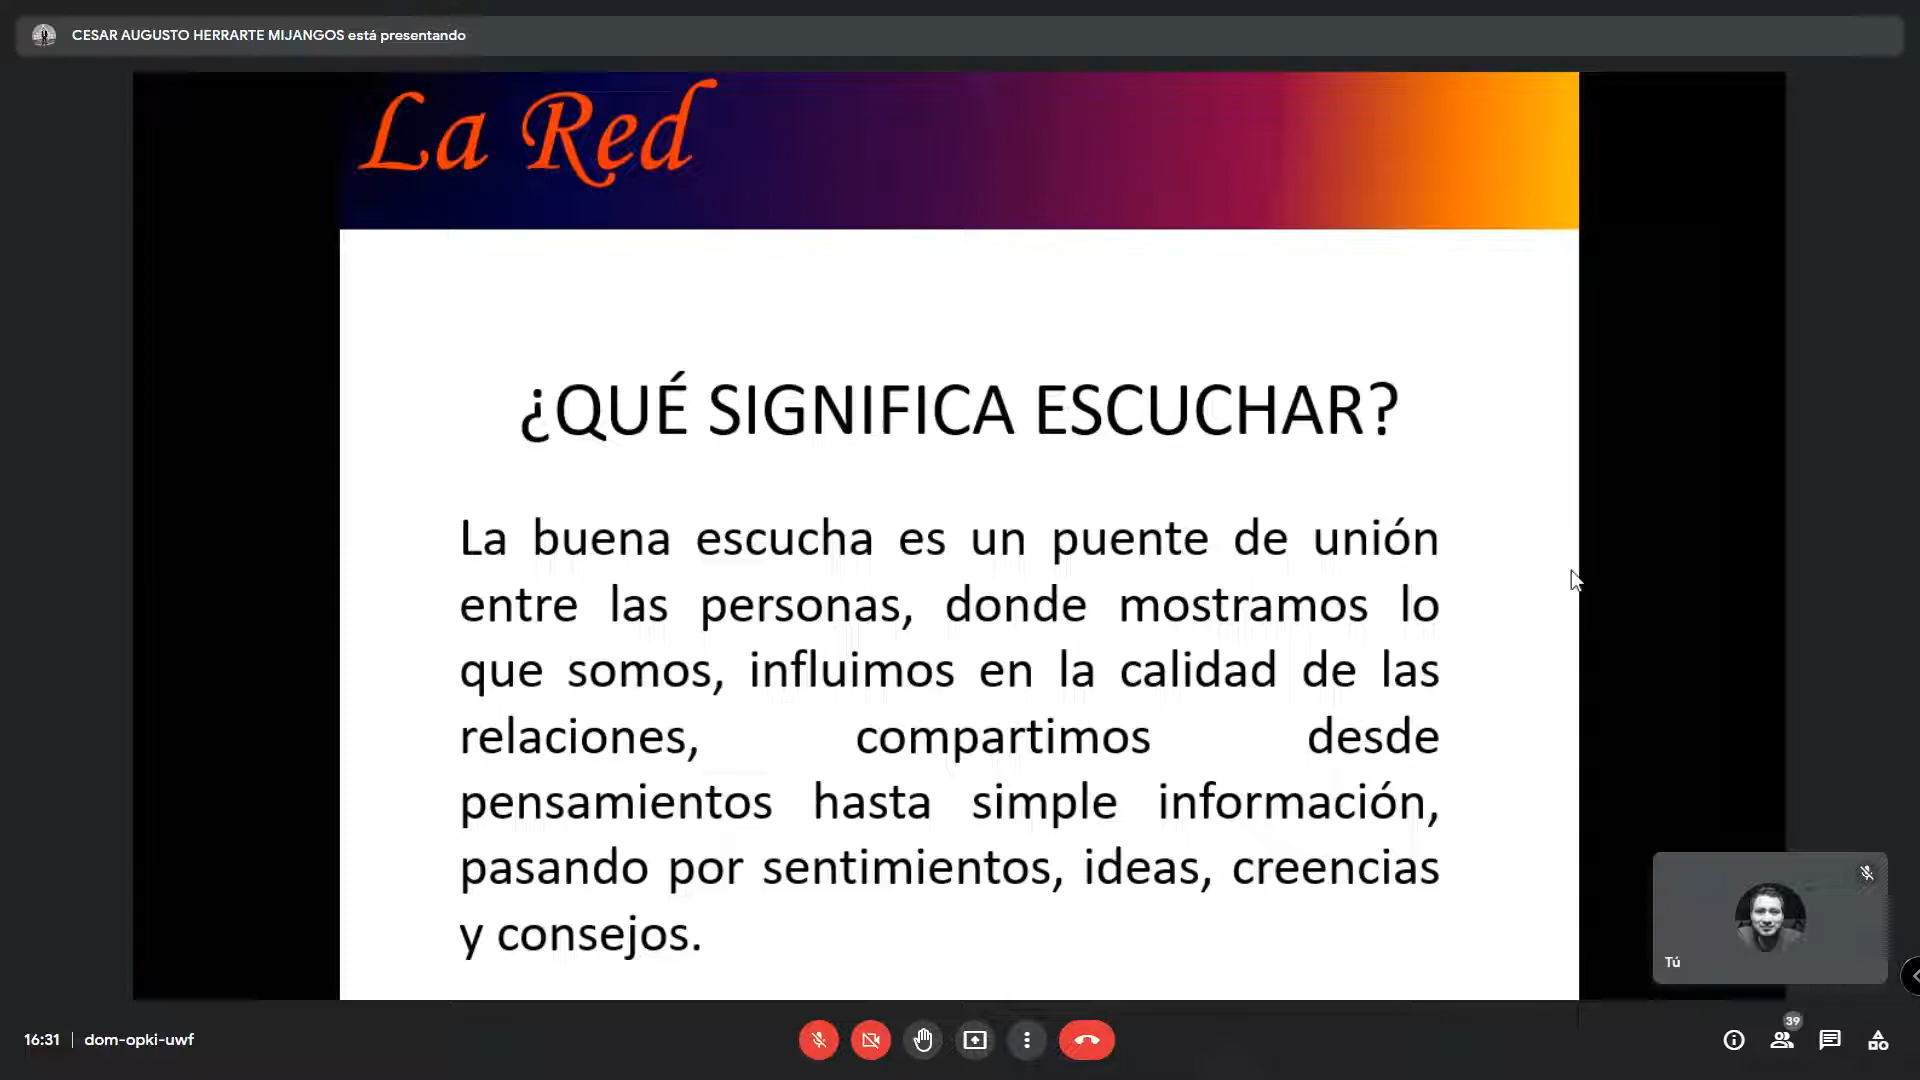 CESAR AUGUSTO HERRARTE MIJANGOS está presentando
La Red
¿QUÉ SIGNIFICA ESCUCHAR?
La buena escucha es un puente de unión
entre las personas, donde mostramos lo
que somos, influimos en la calidad de las
relaciones, compartimos desde
pensamientos hasta simple información,
pasando por sentimientos, ideas, creencias
y consejos.
Tú
16:31 | dom-opki-uwf
39